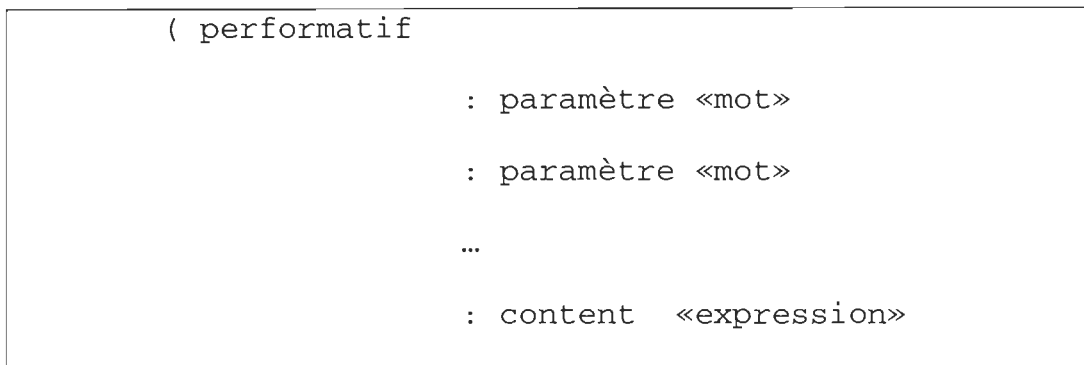 ( performatif
: paramètre «mot»
: paramètre «mot»
…
: content «expression»